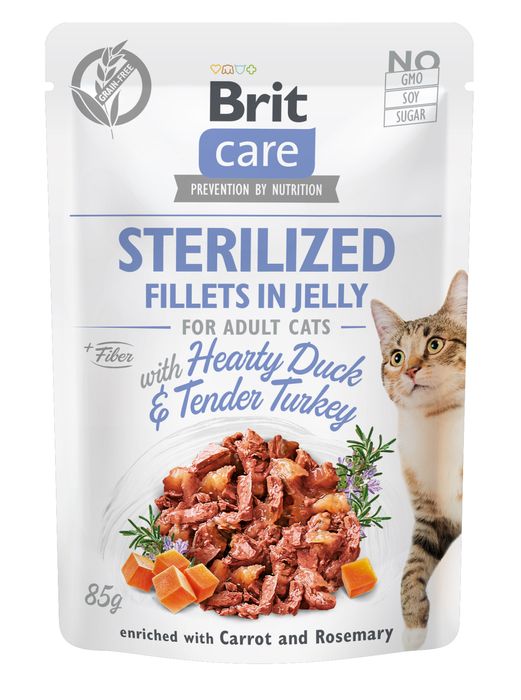 GRAIN-FREE
NO
GMO
SOY
SUGAR
Brit
care
PREVENTION BY NUTRITION
STERILIZED
FILLETS IN JELLY
FOR ADULT CATS
+ Fiber
with Hearty Duck
& Tender Turkey
85g
enriched with Carrot and Rosemary